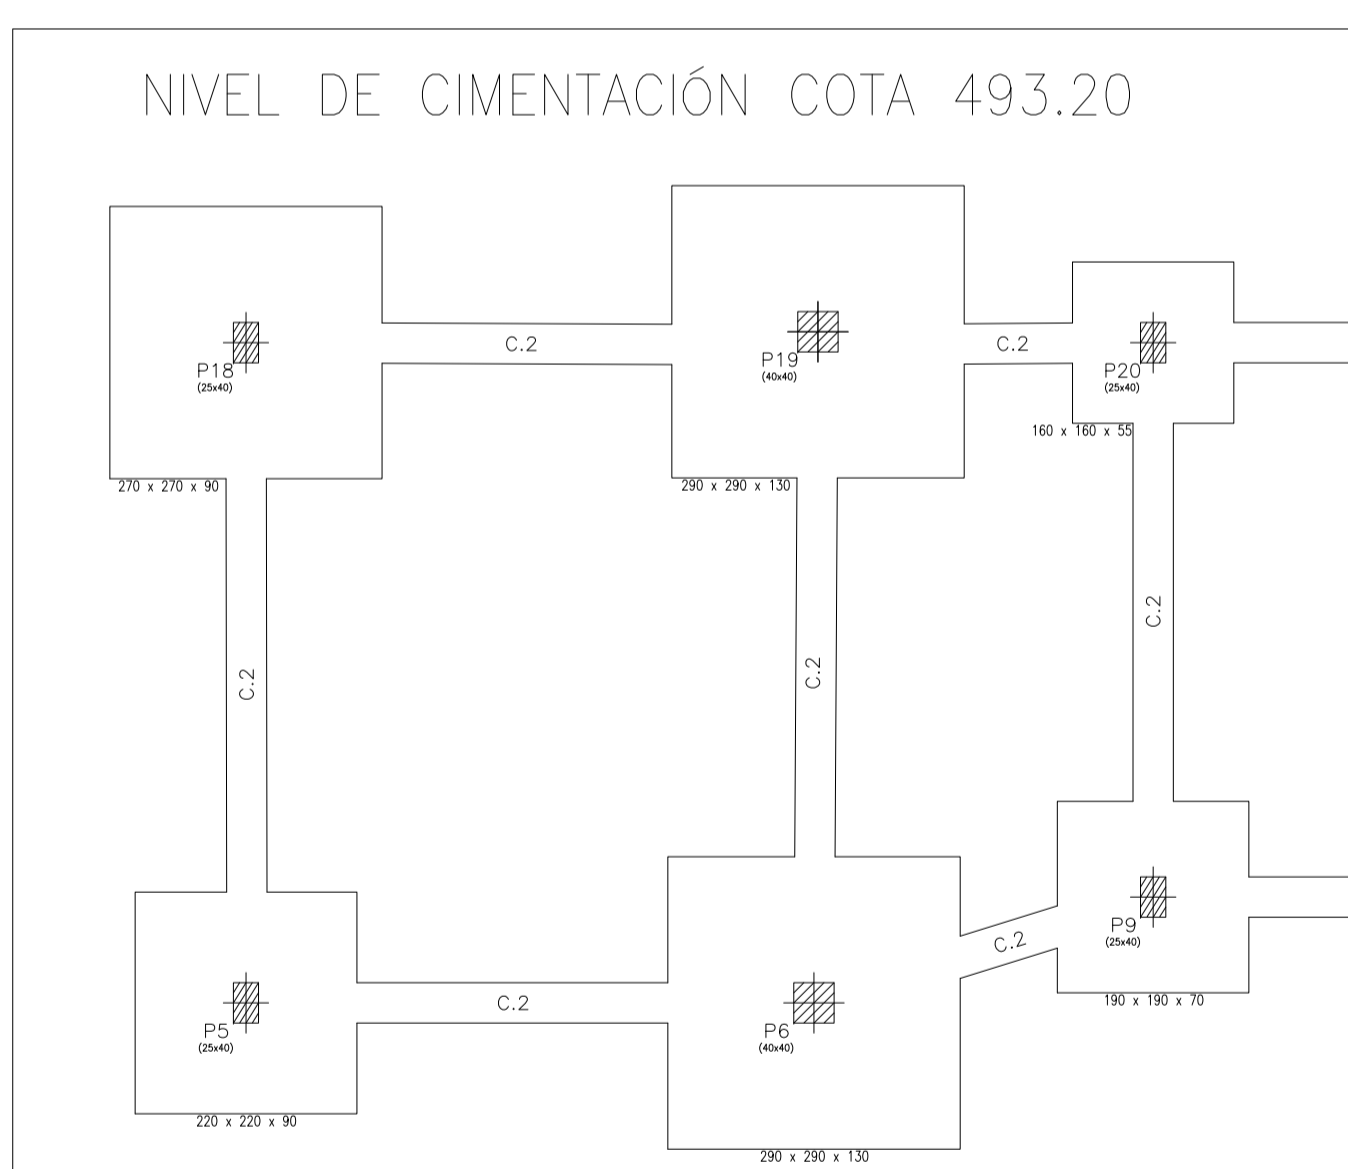 NIVEL DE CIMENTACIÓN COTA 493.20
P18
(25x40)
270 x 270 x 90
C.2
P19
(40x40)
290 x 290 x 130
C.2
P20
(25x40)
160 x 160 x 55
C.2
C.2
C.2
P5
(25x40)
220 x 220 x 90
C.2
P6
(40x40)
290 x 290 x 130
C.2
P9
(25x40)
190 x 190 x 70